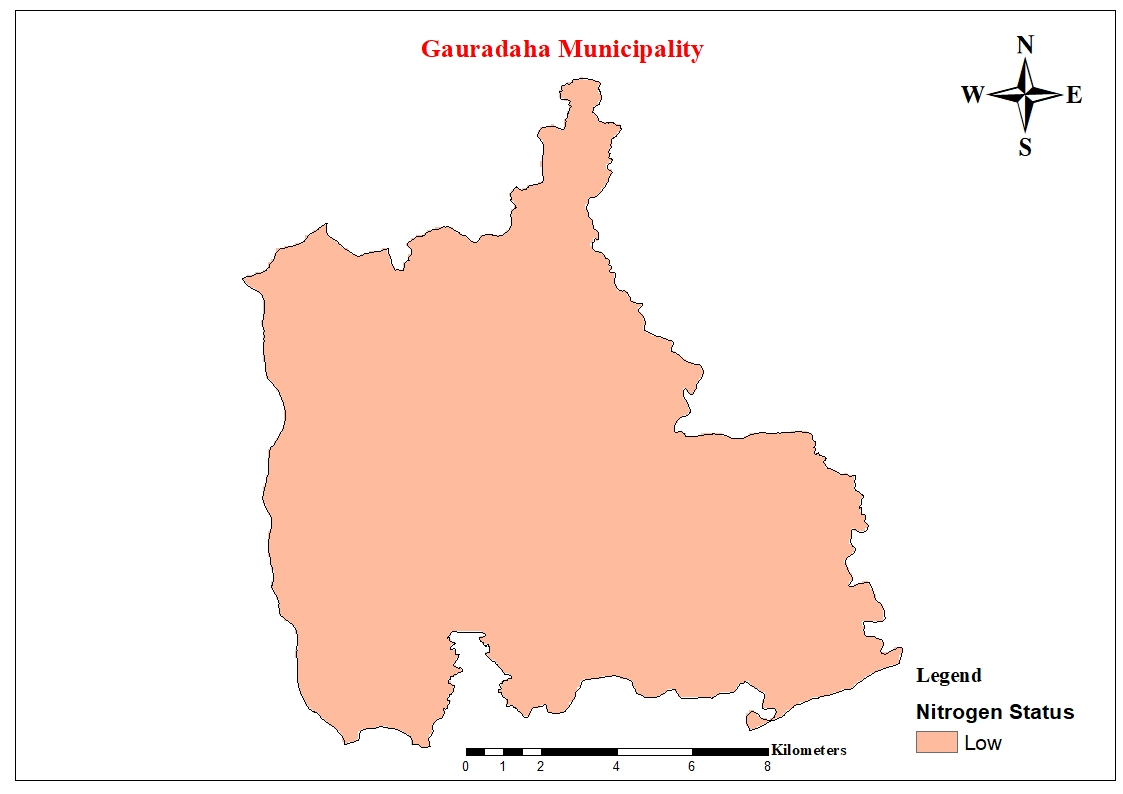 Gauradaha Municipality
N
W E
S
Legend
Nitrogen Status
Low
Kilometers
0 1 2 4 6 8